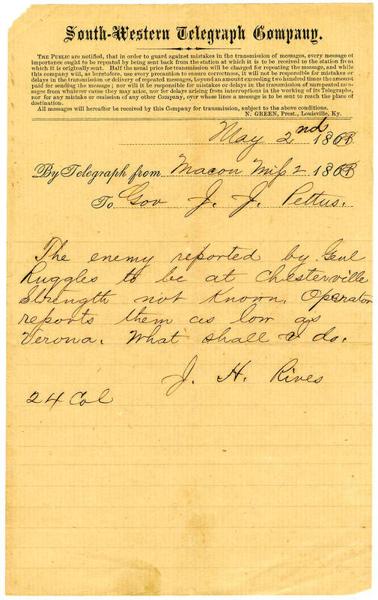 South-Western Telegraph Company.
THE PUBLIC are notified, that in order to guard against mistakes in the transmission of messages, every message of
importance ought to be repeated by being sent back from the station at which it is to be received to the station from
which it is originally sent. Half the usual price for transmission will be charged for repeating the message, and while
this company will, as heretofore, use every precaution to ensure correctness, it will not be responsible for mistakes or
delays in the transmission or delivery of repeated messages, beyond an amount exceeding two hundred times the amount
paid for sending the message; nor will it be responsible for mistakes or delays in the transmission of unrepeated mes-
sages from whatever cause they may arise, nor for delays arising from interruptions in the working of its Telegraphs,
nor for any mistake or omission of any other Company, over whose lines a message is to be sent to reach the place of
destination.
All messages will hereafter be received by this Company for transmission, subject to the above conditions.
N. GREEN, Prest., Louisville, Ky.
May 2nd 1863
By Telegraph from Macon Miss 2 1863
To Gov J. J. Pettus.
The enemy reported by Genl
Ruggles to be at Chesterville
Strength not Known. Operator
reports them as low as
Verona. What shall I do.
J. H. Rives
24 Col